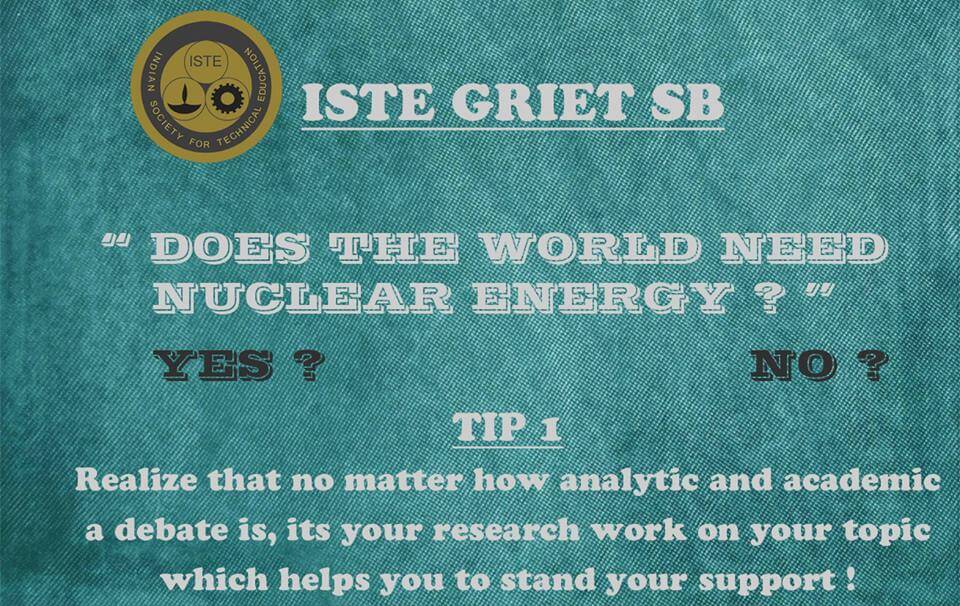 ISTE
INDIAN SOCIETY FOR TECHNICAL EDUCATION
ISTE GRIET SB
“ DOES THE WORLD NEED
NUCLEAR ENERGY ? ”
YES ?
NO ?
TIP 1
Realize that no matter how analytic and academic
a debate is, its your research work on your topic
which helps you to stand your support !